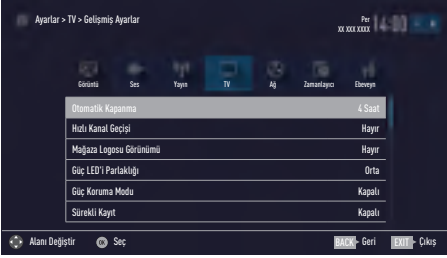 Ayarlar > TV > Gelişmiş Ayarlar
Per
xx xxx xxxx
14:00
Görüntü Ses Yayın TV Ağ Zamanlayıcı Ebeveyn
Otomatik Kapanma 4 Saat
Hızlı Kanal Geçişi Hayır
Mağaza Logosu Görünümü Hayır
Güç LED'i Parlaklığı Orta
Güç Koruma Modu Kapalı
Sürekli Kayıt Kapalı
Alanı Değiştir OK Seç BACK Geri EXIT Çıkış